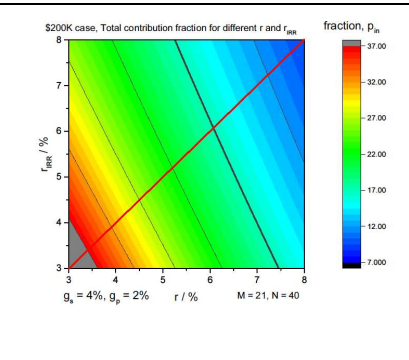 $200K case, Total contribution fraction for different r and r_IRR
fraction, p_in
8
7
6
5
4
3
r_IRR / %
3 4 5 6 7 8
g_s = 4%, g_p = 2% r / % M = 21, N = 40
37.00
32.00
27.00
22.00
17.00
12.00
7.000